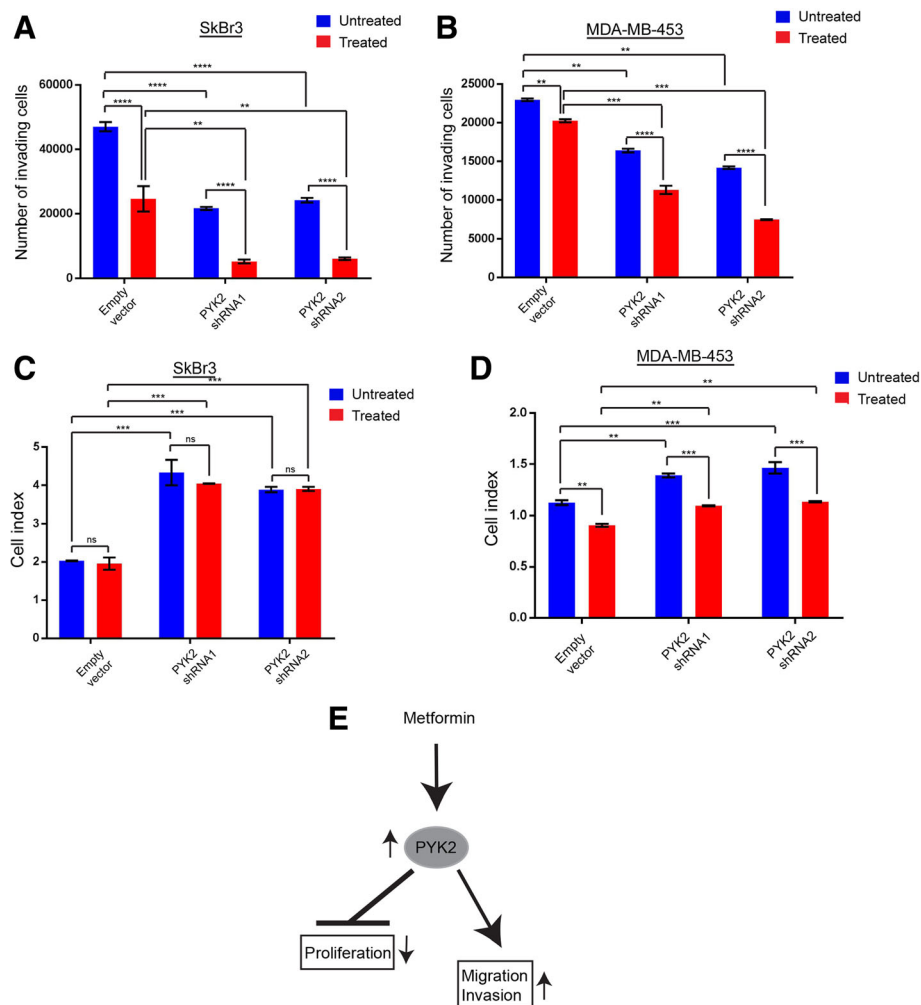 A
SkBr3
Untreated
Treated
Number of invading cells
60000
40000
20000
0
****
****
****
**
**
****
****
Empty
vector
PYK2
shRNA1
PYK2
shRNA2
B
MDA-MB-453
Untreated
Treated
Number of invading cells
25000
20000
15000
10000
5000
0
**
**
**
***
***
****
****
Empty
vector
PYK2
shRNA1
PYK2
shRNA2
C
SkBr3
Untreated
Treated
Cell index
5
4
3
2
1
0
***
***
***
***
ns
ns
ns
Empty
vector
PYK2
shRNA1
PYK2
shRNA2
D
MDA-MB-453
Untreated
Treated
Cell index
2.0
1.5
1.0
0.5
0.0
**
**
***
**
***
***
**
Empty
vector
PYK2
shRNA1
PYK2
shRNA2
E
Metformin
PYK2
Proliferation
Migration
Invasion